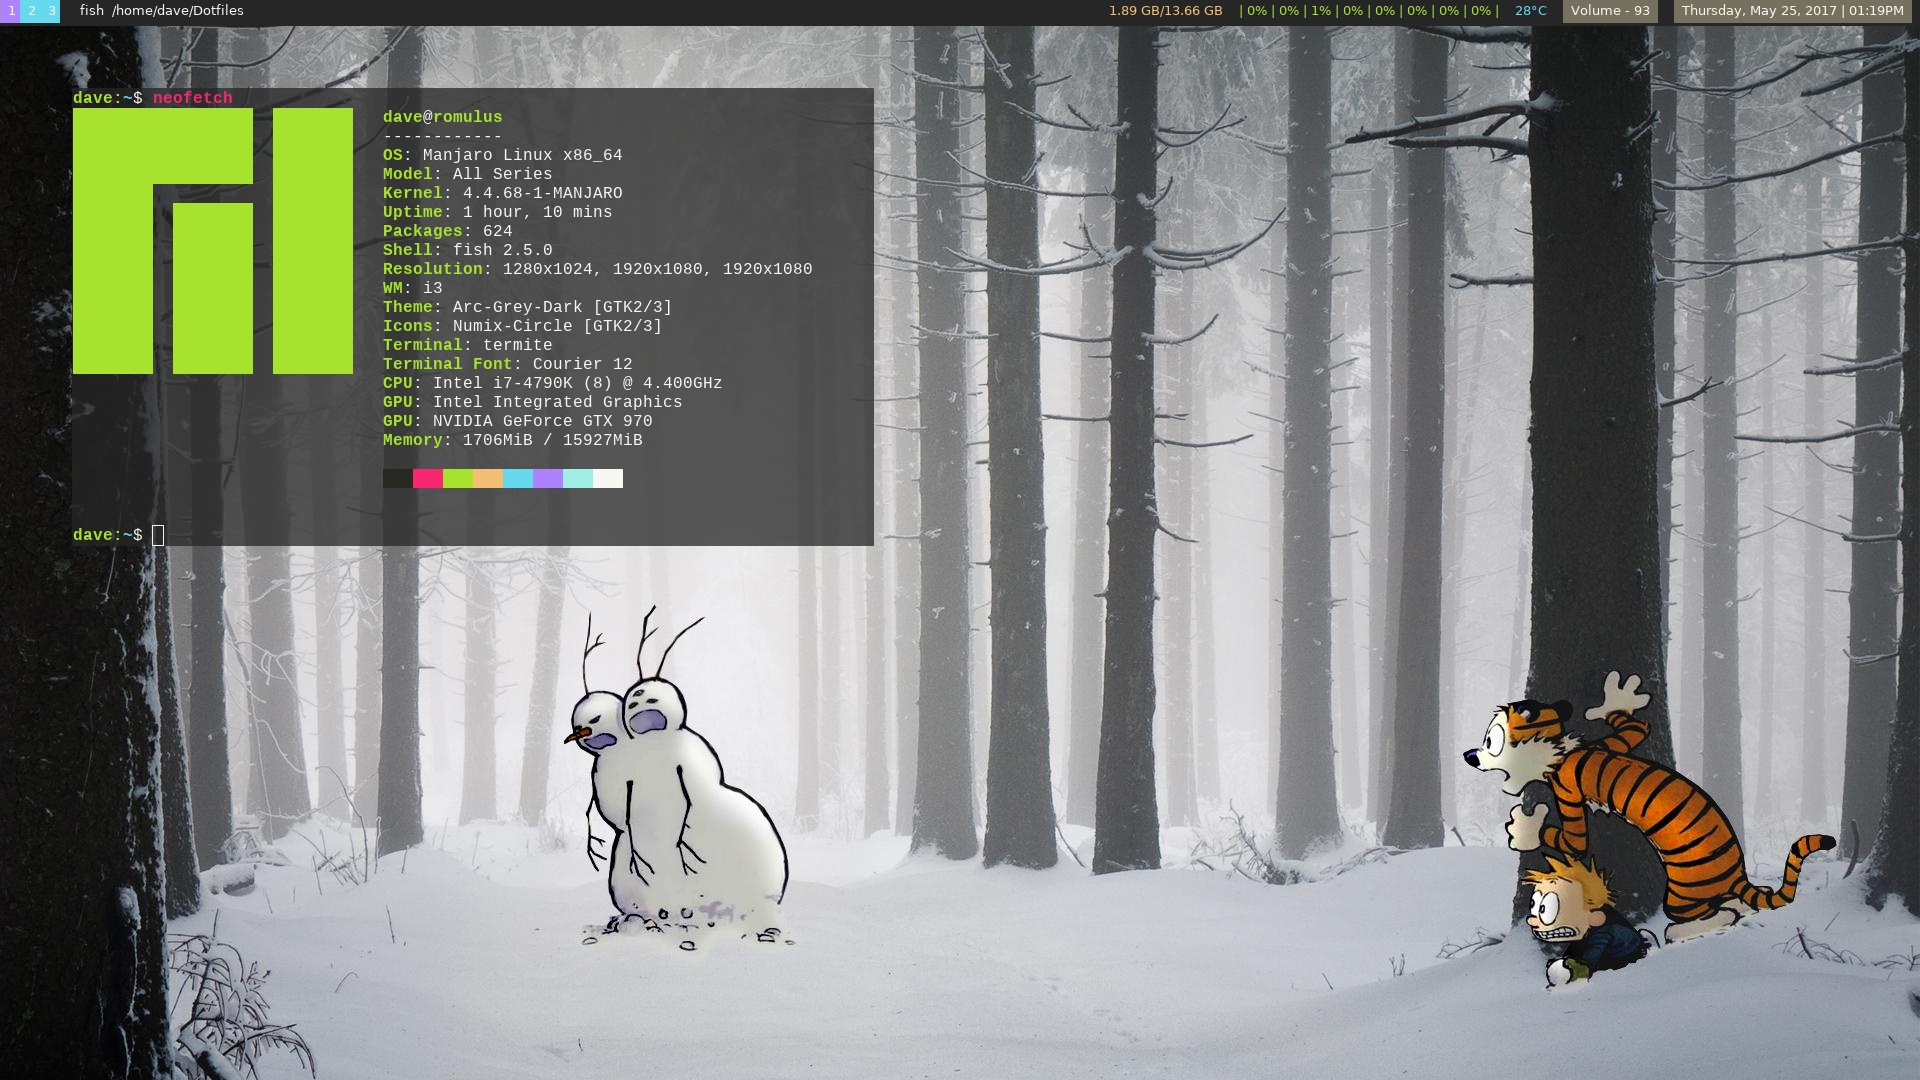 1 2 3 fish /home/dave/Dotfiles 1.89 GB/13.66 GB | 0% | 0% | 1% | 0% | 0% | 0% | 0% | 0% | 28°C Volume - 93 Thursday, May 25, 2017 | 01:19PM
dave:~$ neofetch
dave@romulus
------------
OS: Manjaro Linux x86_64
Model: All Series
Kernel: 4.4.68-1-MANJARO
Uptime: 1 hour, 10 mins
Packages: 624
Shell: fish 2.5.0
Resolution: 1280x1024, 1920x1080, 1920x1080
WM: i3
Theme: Arc-Grey-Dark [GTK2/3]
Icons: Numix-Circle [GTK2/3]
Terminal: termite
Terminal Font: Courier 12
CPU: Intel i7-4790K (8) @ 4.400GHz
GPU: Intel Integrated Graphics
GPU: NVIDIA GeForce GTX 970
Memory: 1706MiB / 15927MiB
dave:~$